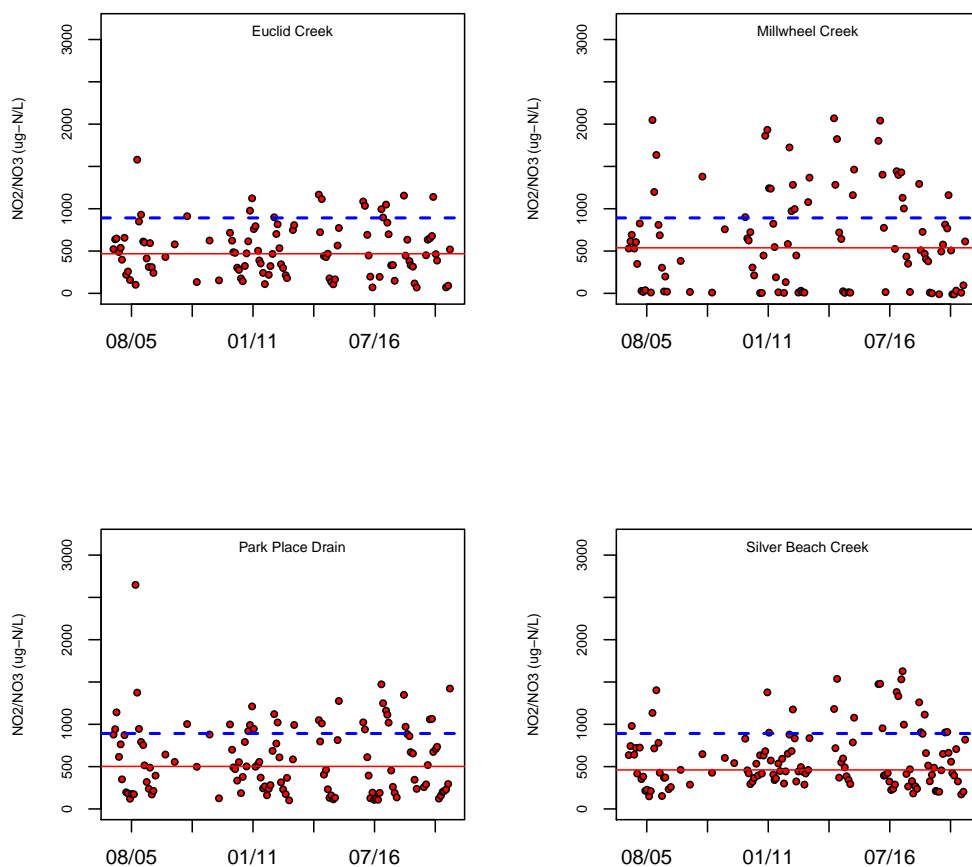 Euclid Creek
NO2/NO3 (ug−N/L)
3000
2000
1000
500
0
08/05 01/11 07/16
Millwheel Creek
NO2/NO3 (ug−N/L)
3000
2000
1000
500
0
08/05 01/11 07/16
Park Place Drain
NO2/NO3 (ug−N/L)
3000
2000
1000
500
0
08/05 01/11 07/16
Silver Beach Creek
NO2/NO3 (ug−N/L)
3000
2000
1000
500
0
08/05 01/11 07/16